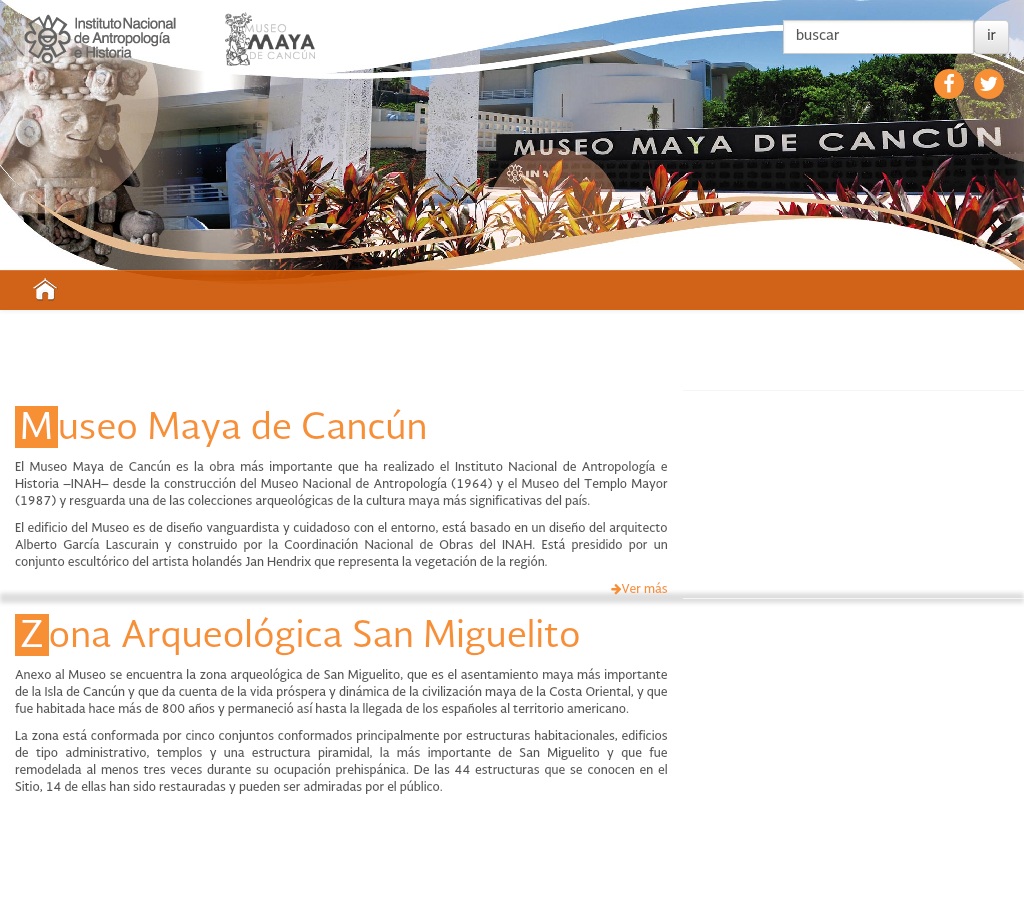 Instituto Nacional
de Antropología
e Historia
MUSEO
MAYA
DE CANCÚN
buscar
ir
MUSEO MAYA DE CANCÚN
Museo Maya de Cancún
El Museo Maya de Cancún es la obra más importante que ha realizado el Instituto Nacional de Antropología e
Historia –INAH– desde la construcción del Museo Nacional de Antropología (1964) y el Museo del Templo Mayor
(1987) y resguarda una de las colecciones arqueológicas de la cultura maya más significativas del país.
El edificio del Museo es de diseño vanguardista y cuidadoso con el entorno, está basado en un diseño del arquitecto
Alberto García Lascurain y construido por la Coordinación Nacional de Obras del INAH. Está presidido por un
conjunto escultórico del artista holandés Jan Hendrix que representa la vegetación de la región.
Ver más
Zona Arqueológica San Miguelito
Anexo al Museo se encuentra la zona arqueológica de San Miguelito, que es el asentamiento maya más importante
de la Isla de Cancún y que da cuenta de la vida próspera y dinámica de la civilización maya de la Costa Oriental, y que
fue habitada hace más de 800 años y permaneció así hasta la llegada de los españoles al territorio americano.
La zona está conformada por cinco conjuntos conformados principalmente por estructuras habitacionales, edificios
de tipo administrativo, templos y una estructura piramidal, la más importante de San Miguelito y que fue
remodelada al menos tres veces durante su ocupación prehispánica. De las 44 estructuras que se conocen en el
Sitio, 14 de ellas han sido restauradas y pueden ser admiradas por el público.